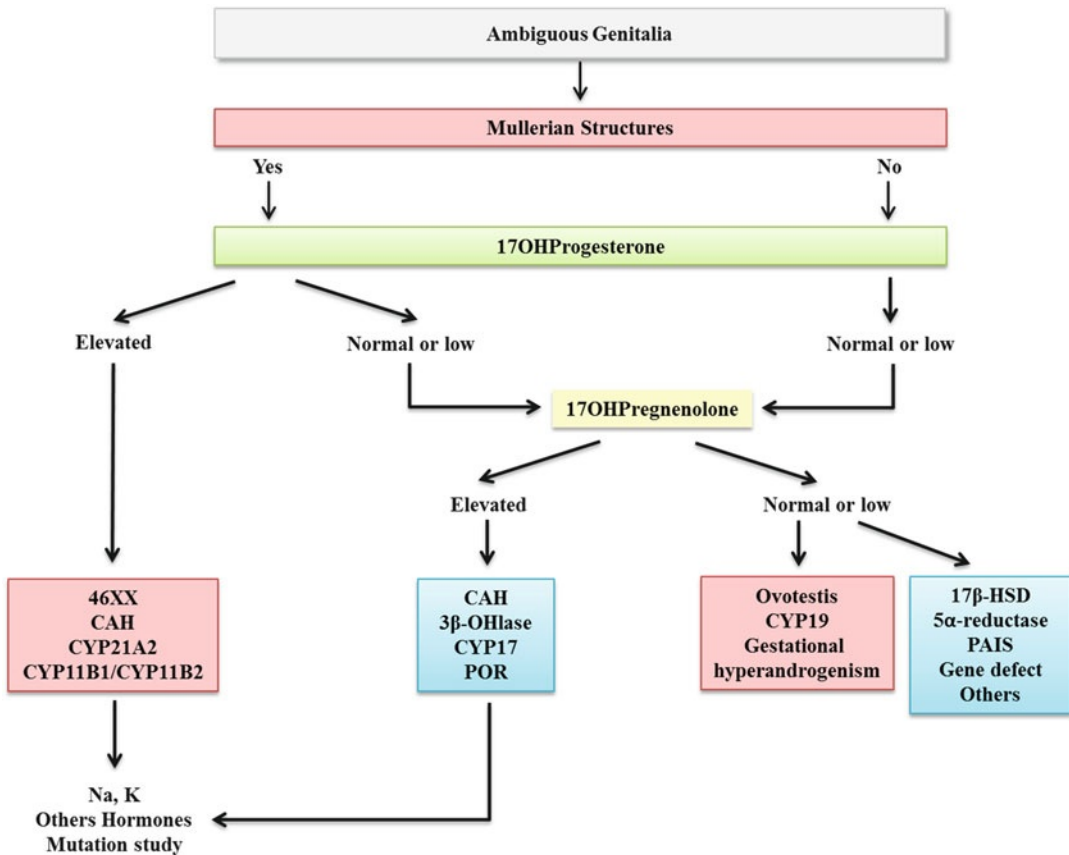 Ambiguous Genitalia
Mullerian Structures
Yes
No
17OHProgesterone
Elevated
Normal or low
Normal or low
17OHPregnenolone
Elevated
Normal or low
46XX
CAH
CYP21A2
CYP11B1/CYP11B2
CAH
3β-OHlase
CYP17
POR
Ovotestis
CYP19
Gestational
hyperandrogenism
17β-HSD
5α-reductase
PAIS
Gene defect
Others
Na, K
Others Hormones
Mutation study